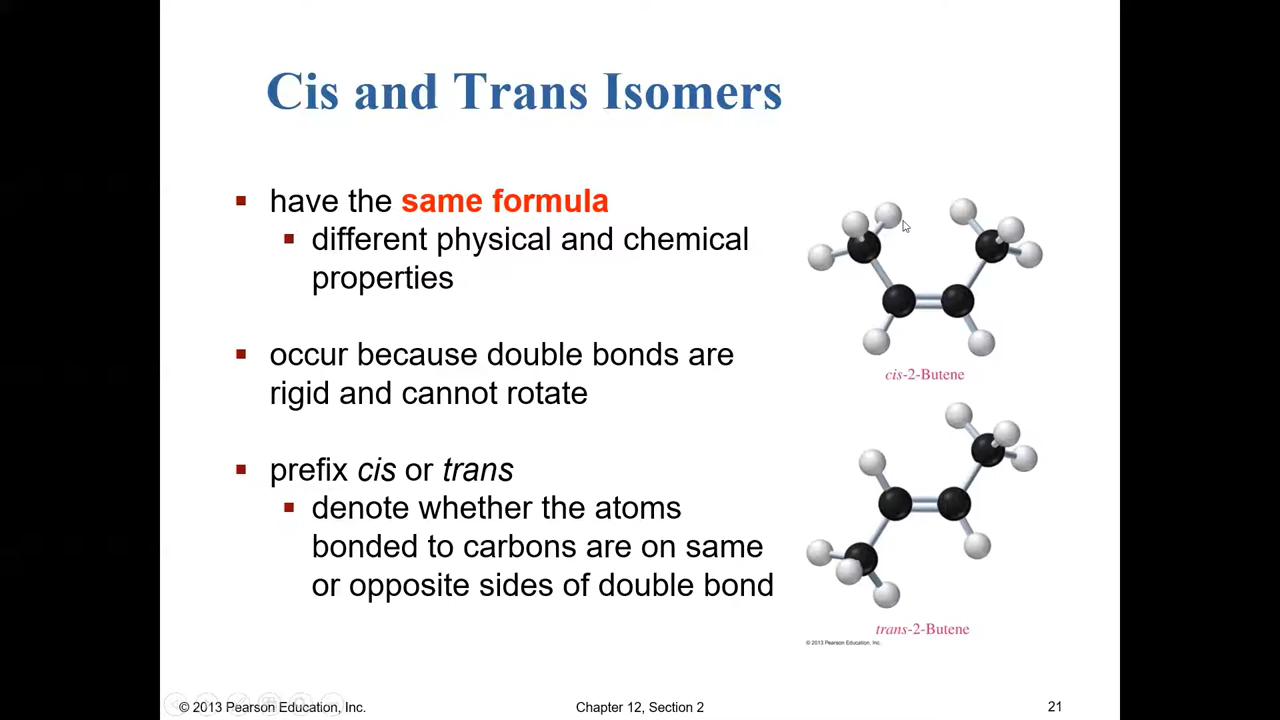 Cis and Trans Isomers
have the same formula
different physical and chemical
properties
occur because double bonds are
rigid and cannot rotate
prefix cis or trans
denote whether the atoms
bonded to carbons are on same
or opposite sides of double bond
cis-2-Butene
trans-2-Butene
© 2013 Pearson Education, Inc.
© 2013 Pearson Education, Inc.
Chapter 12, Section 2
21